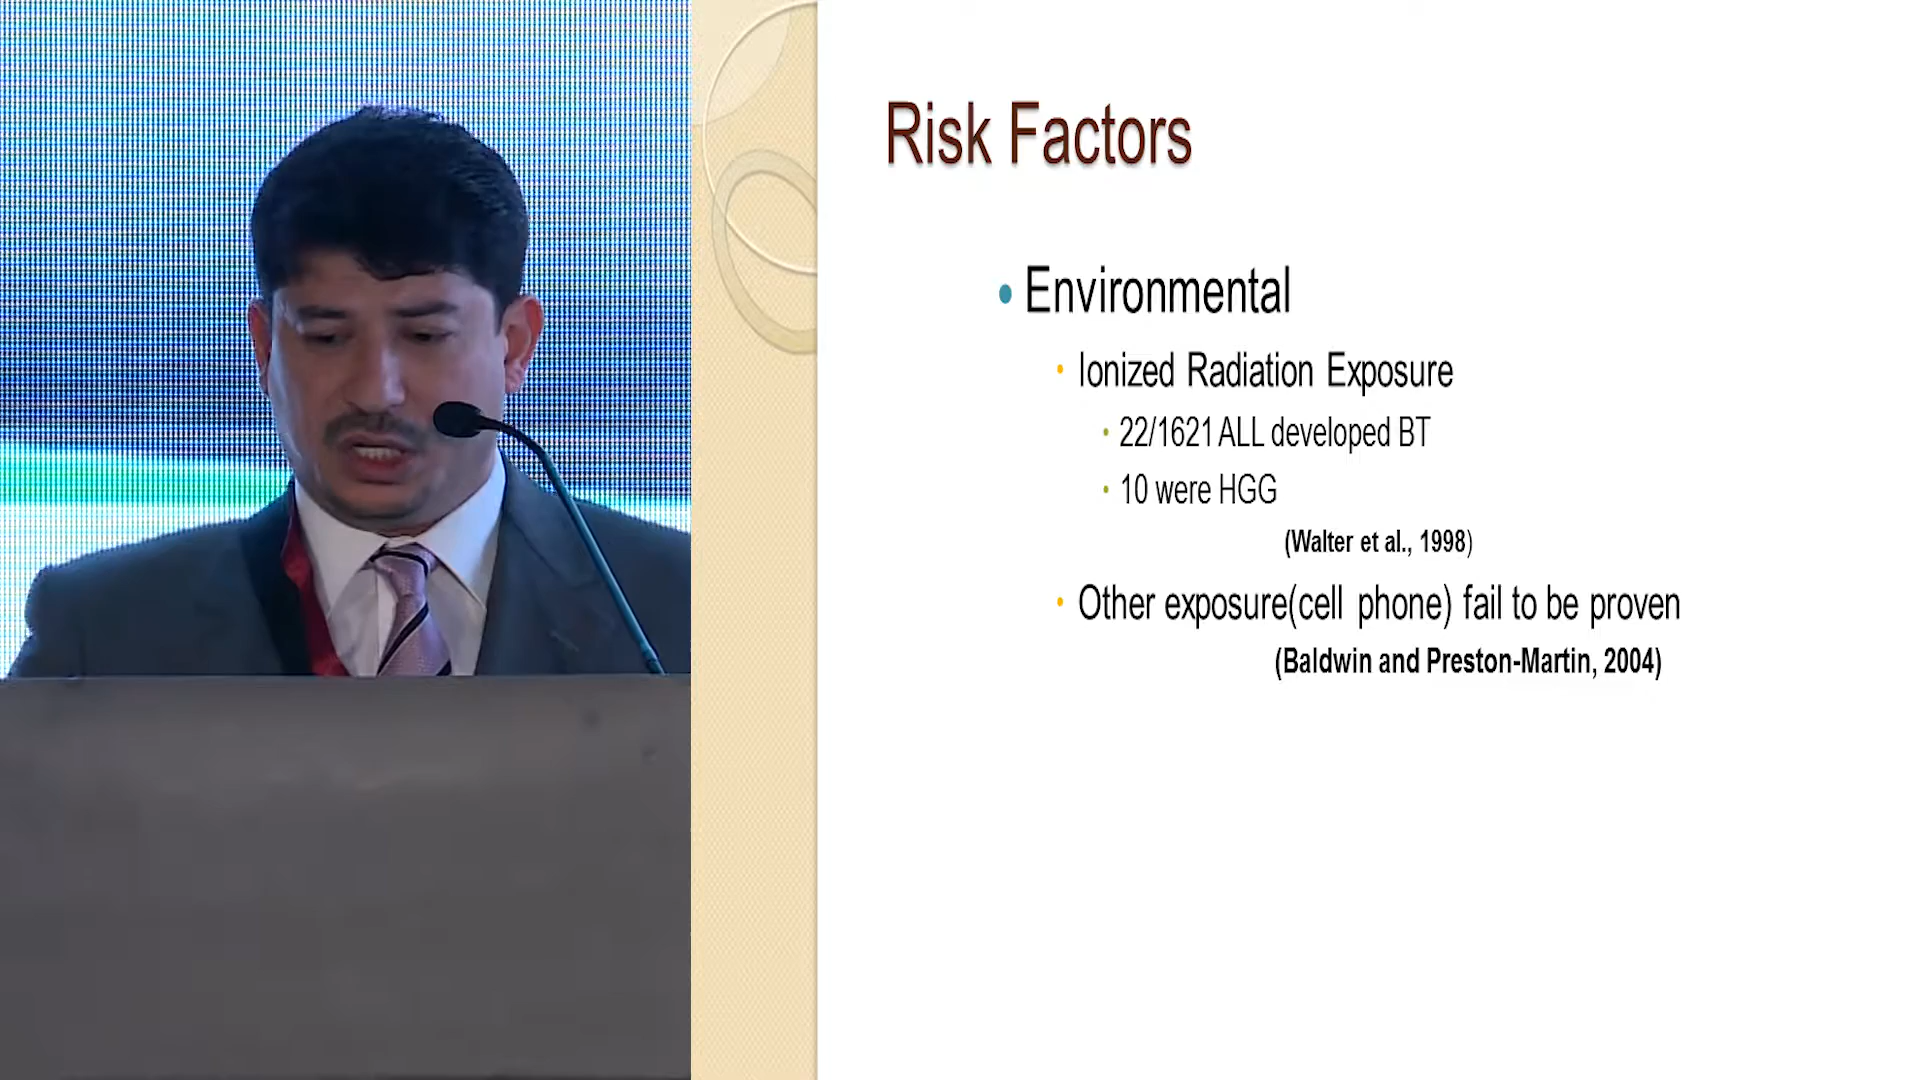 Risk Factors
• Environmental
• Ionized Radiation Exposure
• 22/1621 ALL developed BT
• 10 were HGG
(Walter et al., 1998)
• Other exposure(cell phone) fail to be proven
(Baldwin and Preston-Martin, 2004)